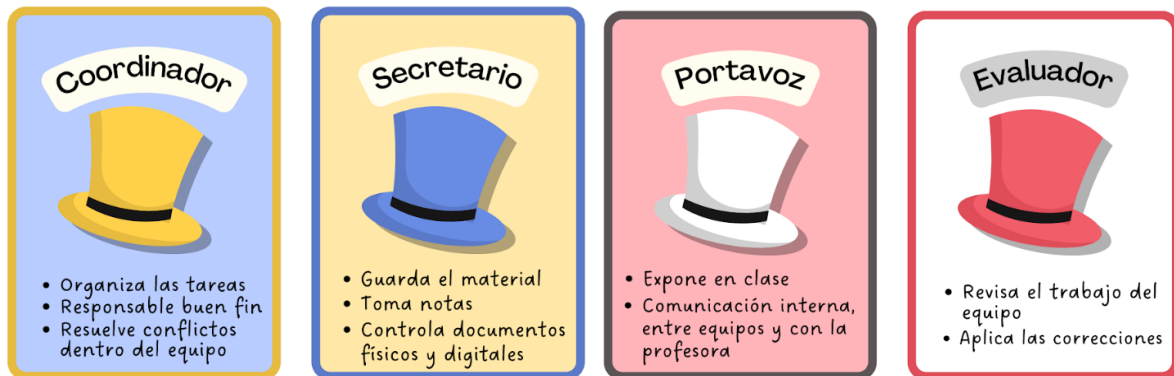 Coordinador
• Organiza las tareas
• Responsable buen fin
• Resuelve conflictos
dentro del equipo
Secretario
• Guarda el material
• Toma notas
• Controla documentos
físicos y digitales
Portavoz
• Expone en clase
• Comunicación interna,
entre equipos y con la
profesora
Evaluador
• Revisa el trabajo del
equipo
• Aplica las correcciones